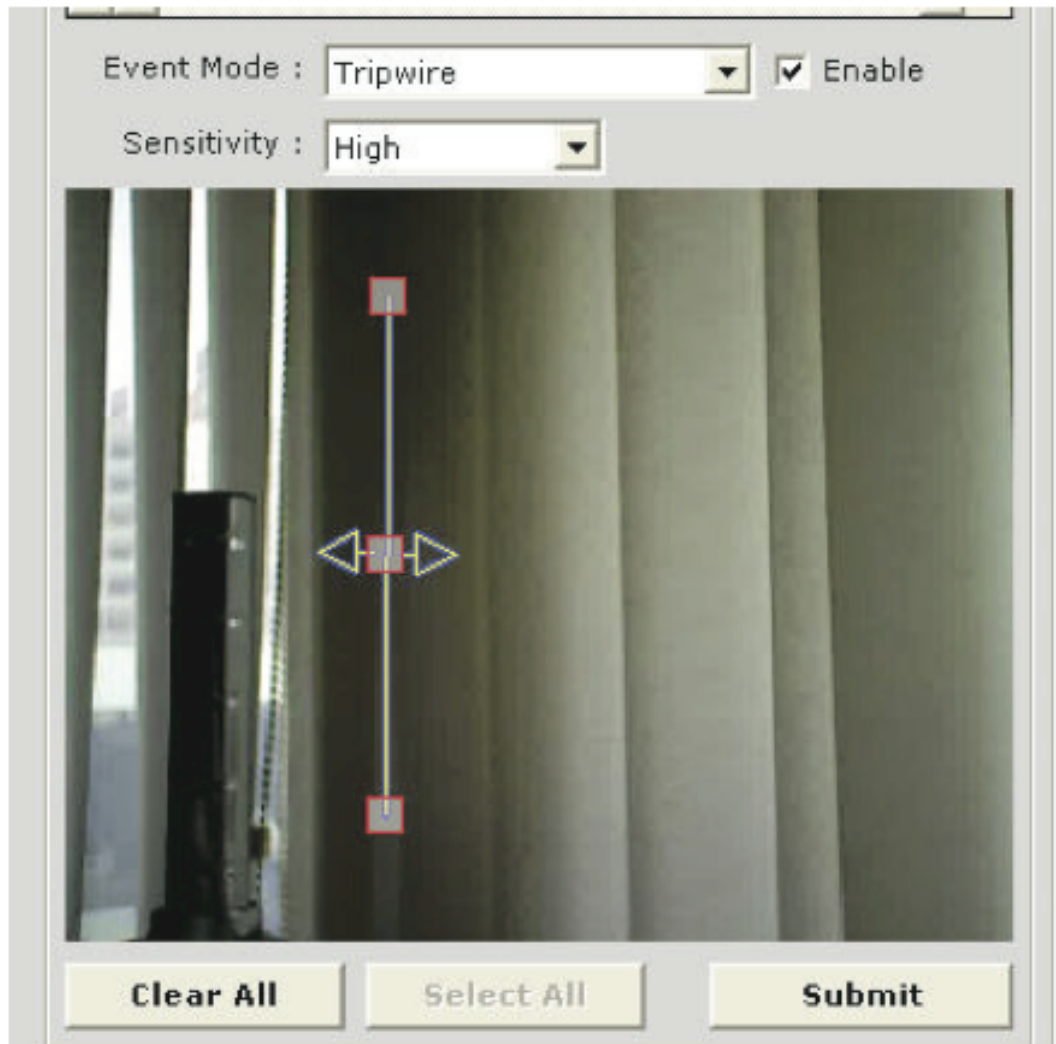 Event Mode : Tripwire Enable
Sensitivity : High
Clear All Select All Submit